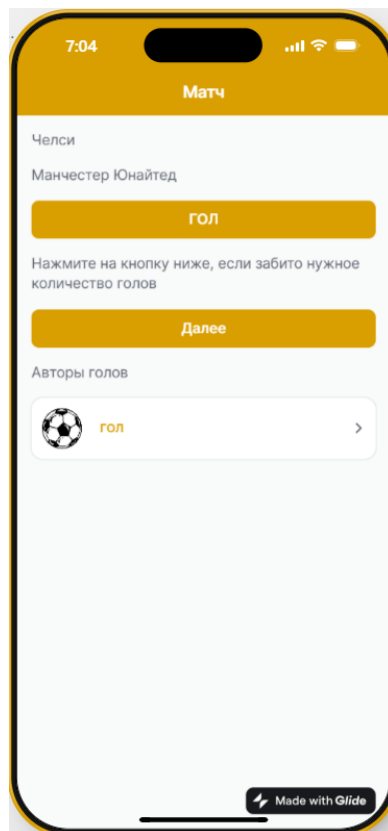 7:04
Матч
Челси
Манчестер Юнайтед
ГОЛ
Нажмите на кнопку ниже, если забито нужное
количество голов
Далее
Авторы голов
гол
Made with Glide